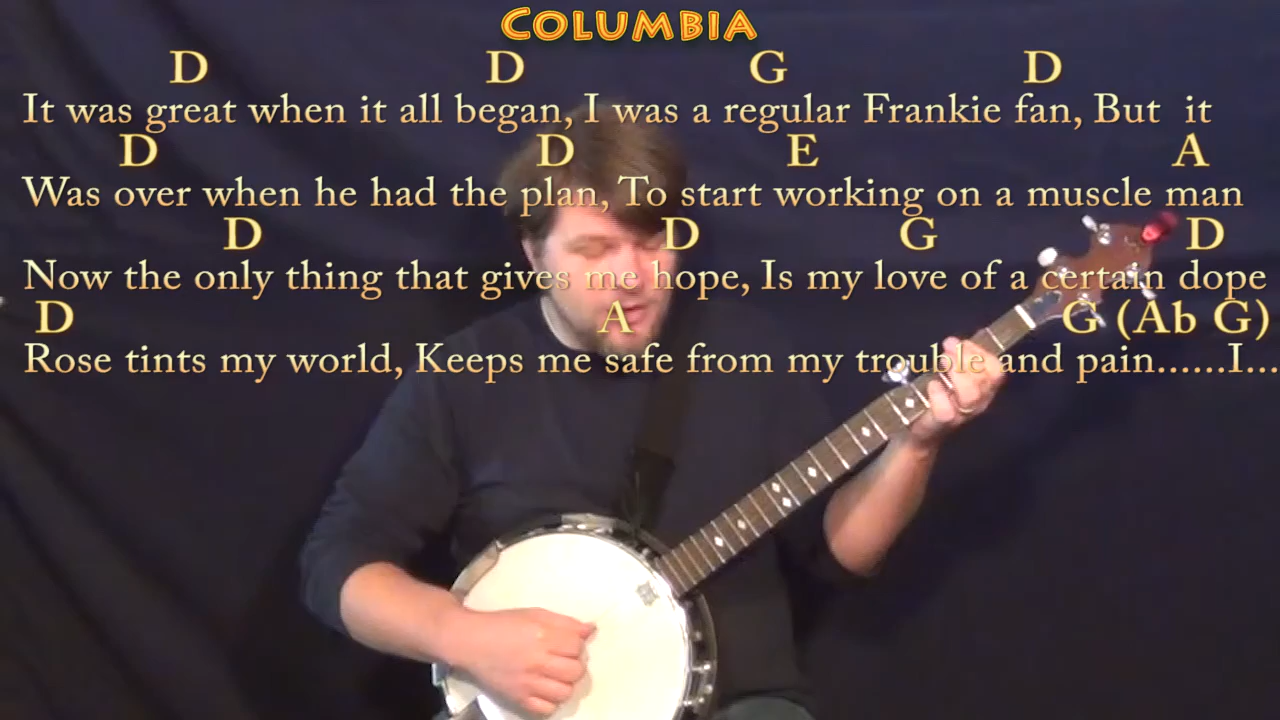 COLUMBIA
D D G D
It was great when it all began, I was a regular Frankie fan, But it
D D E A
Was over when he had the plan, To start working on a muscle man
D D G D
Now the only thing that gives me hope, Is my love of a certain dope
D A G (Ab G)
Rose tints my world, Keeps me safe from my trouble and pain......I...